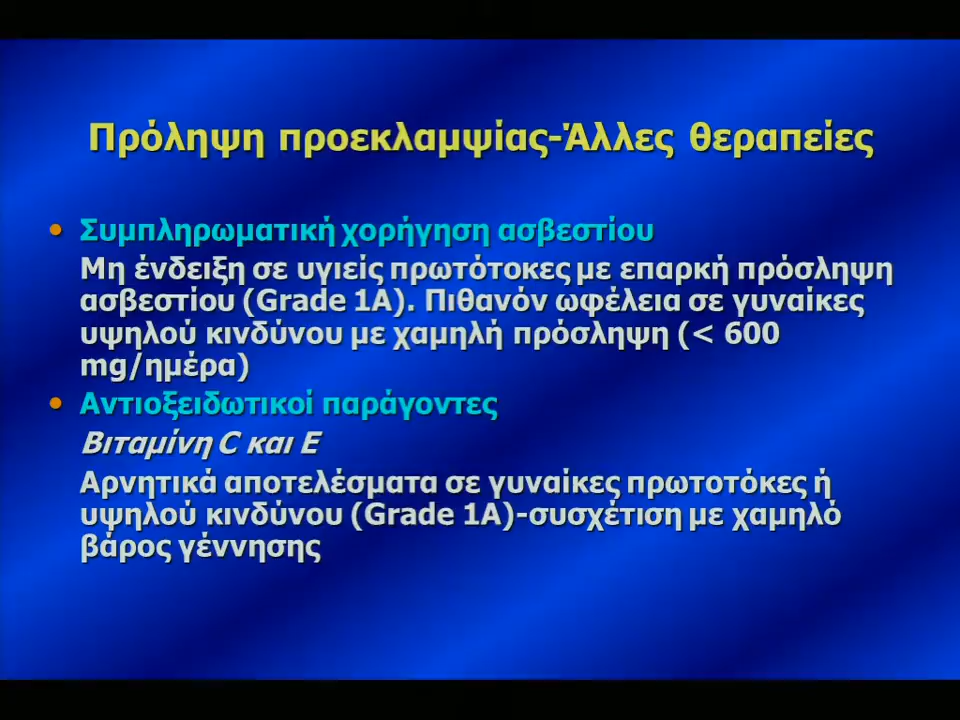 Πρόληψη προεκλαμψίας-Άλλες θεραπείες
• Συμπληρωματική χορήγηση ασβεστίου
Μη ένδειξη σε υγιείς πρωτότοκες με επαρκή πρόσληψη
ασβεστίου (Grade 1A). Πιθανόν ωφέλεια σε γυναίκες
υψηλού κινδύνου με χαμηλή πρόσληψη (< 600
mg/ημέρα)
• Αντιοξειδωτικοί παράγοντες
Βιταμίνη C και E
Αρνητικά αποτελέσματα σε γυναίκες πρωτοτόκες ή
υψηλού κινδύνου (Grade 1A)-συσχέτιση με χαμηλό
βάρος γέννησης